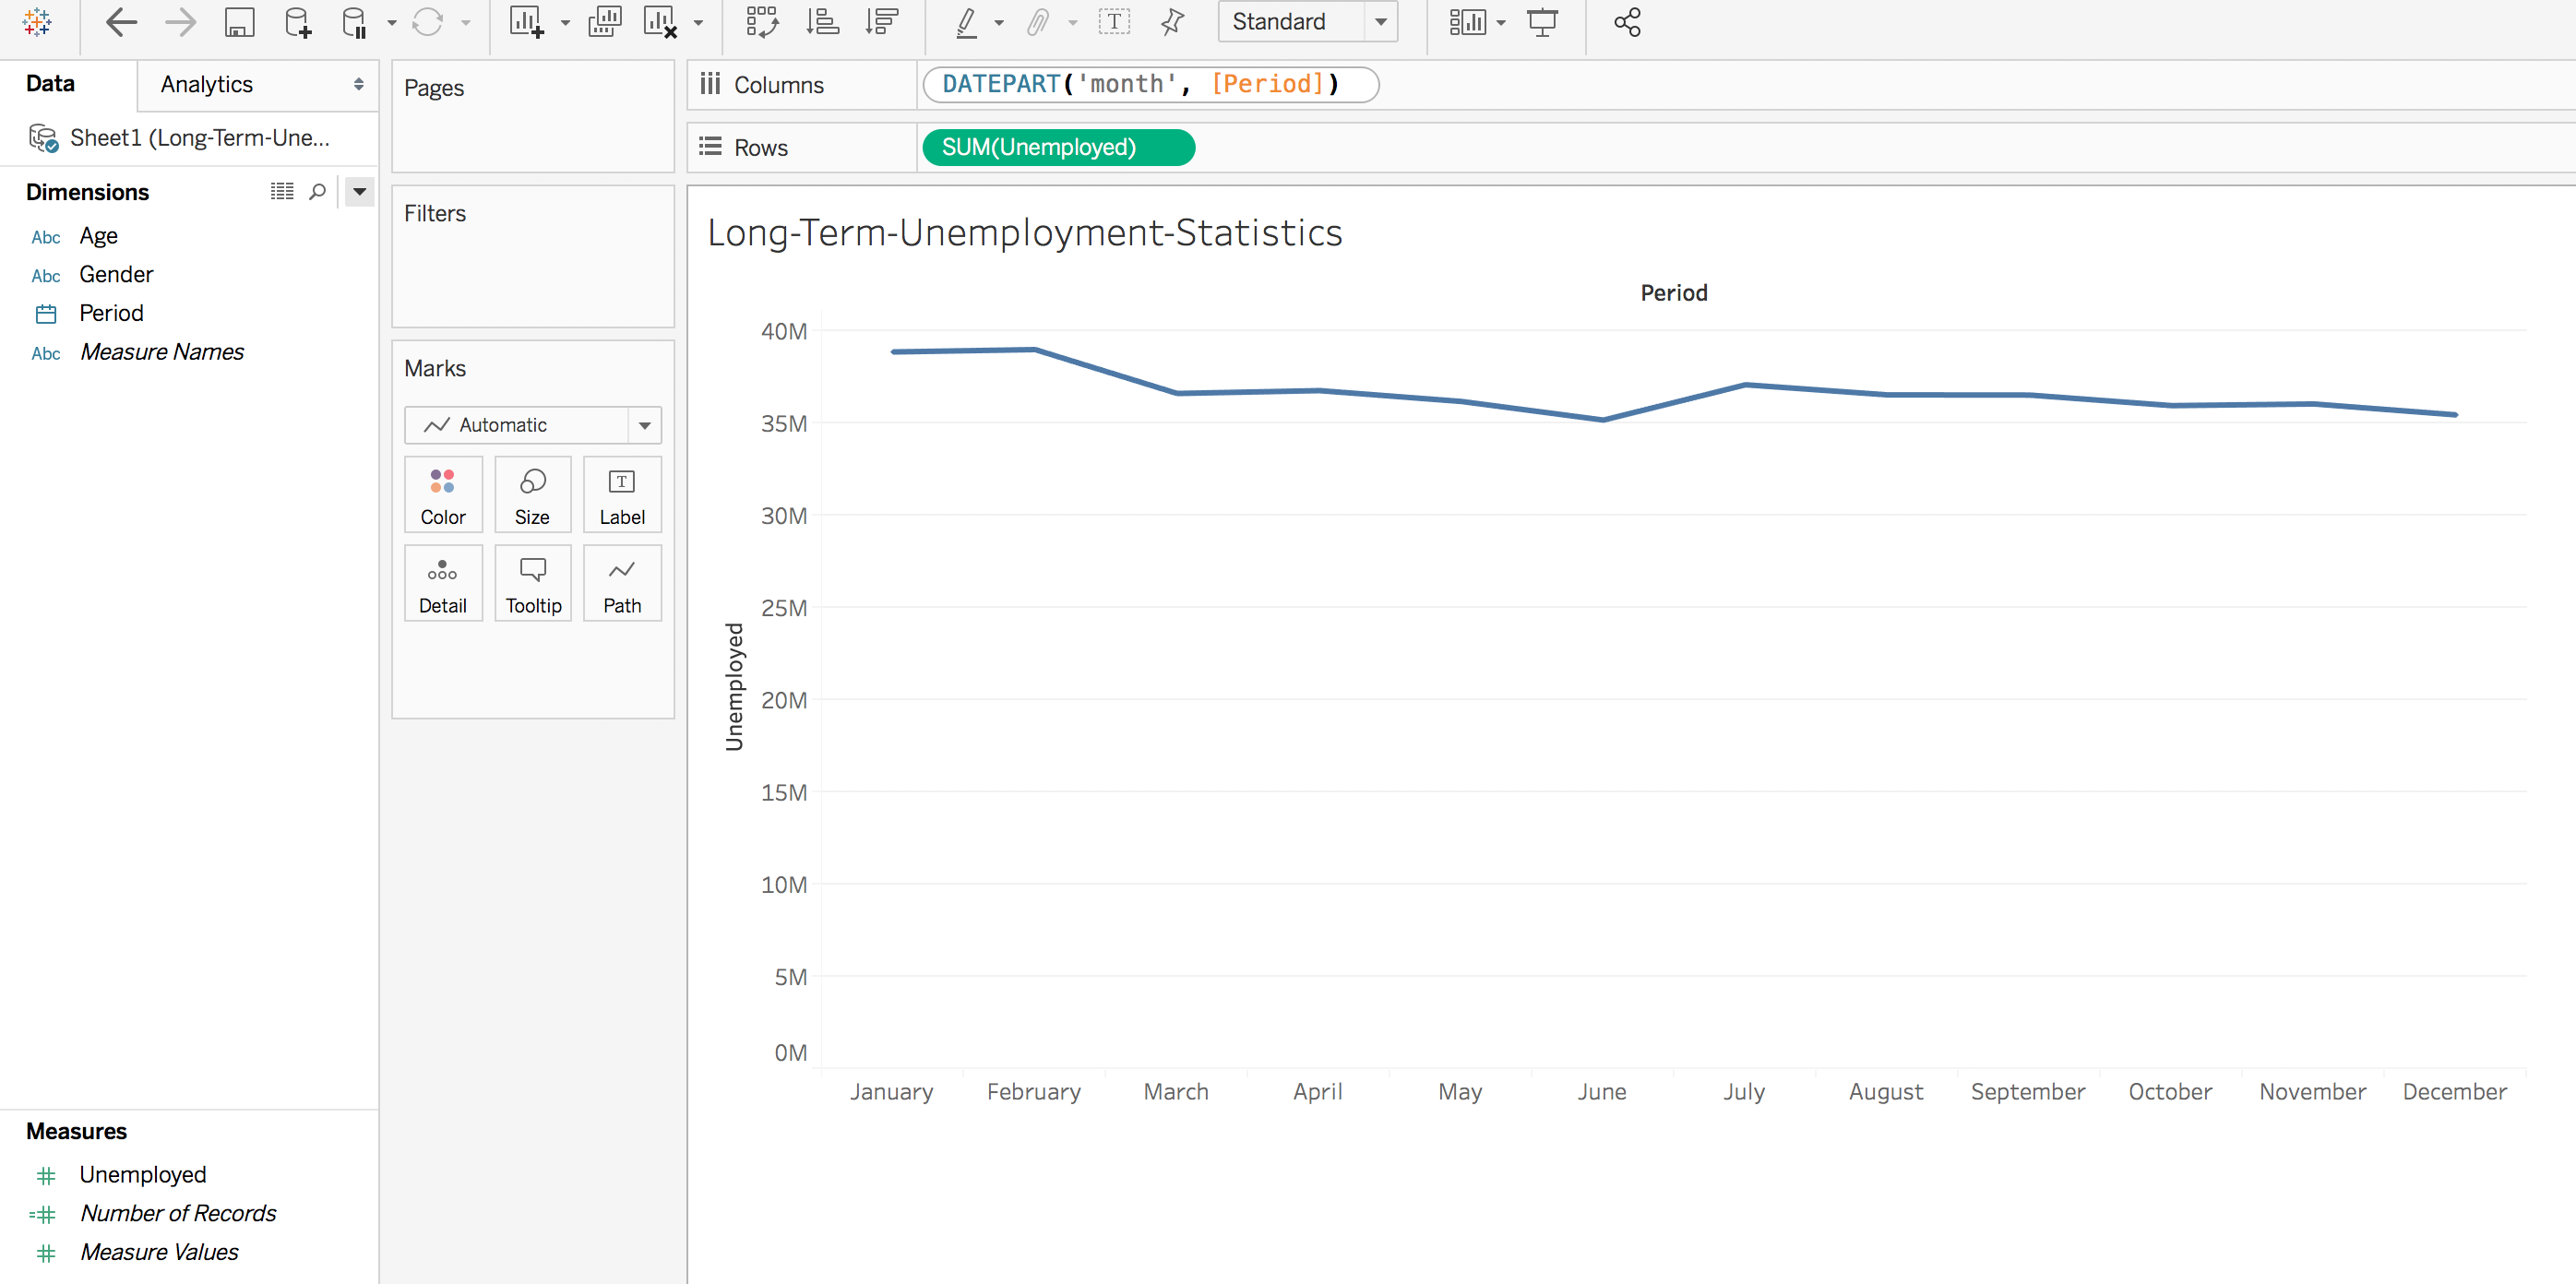 Standard
Data
Analytics
Sheet1 (Long-Term-Une...
Dimensions
Abc Age
Abc Gender
Period
Abc Measure Names
Measures
Unemployed
Number of Records
Measure Values
Pages
Filters
Marks
Automatic
Color Size Label
Detail Tooltip Path
Columns DATEPART('month', [Period])
Rows SUM(Unemployed)
Long-Term-Unemployment-Statistics
Period
Unemployed
40M
35M
30M
25M
20M
15M
10M
5M
0M
January February March April May June July August September October November December